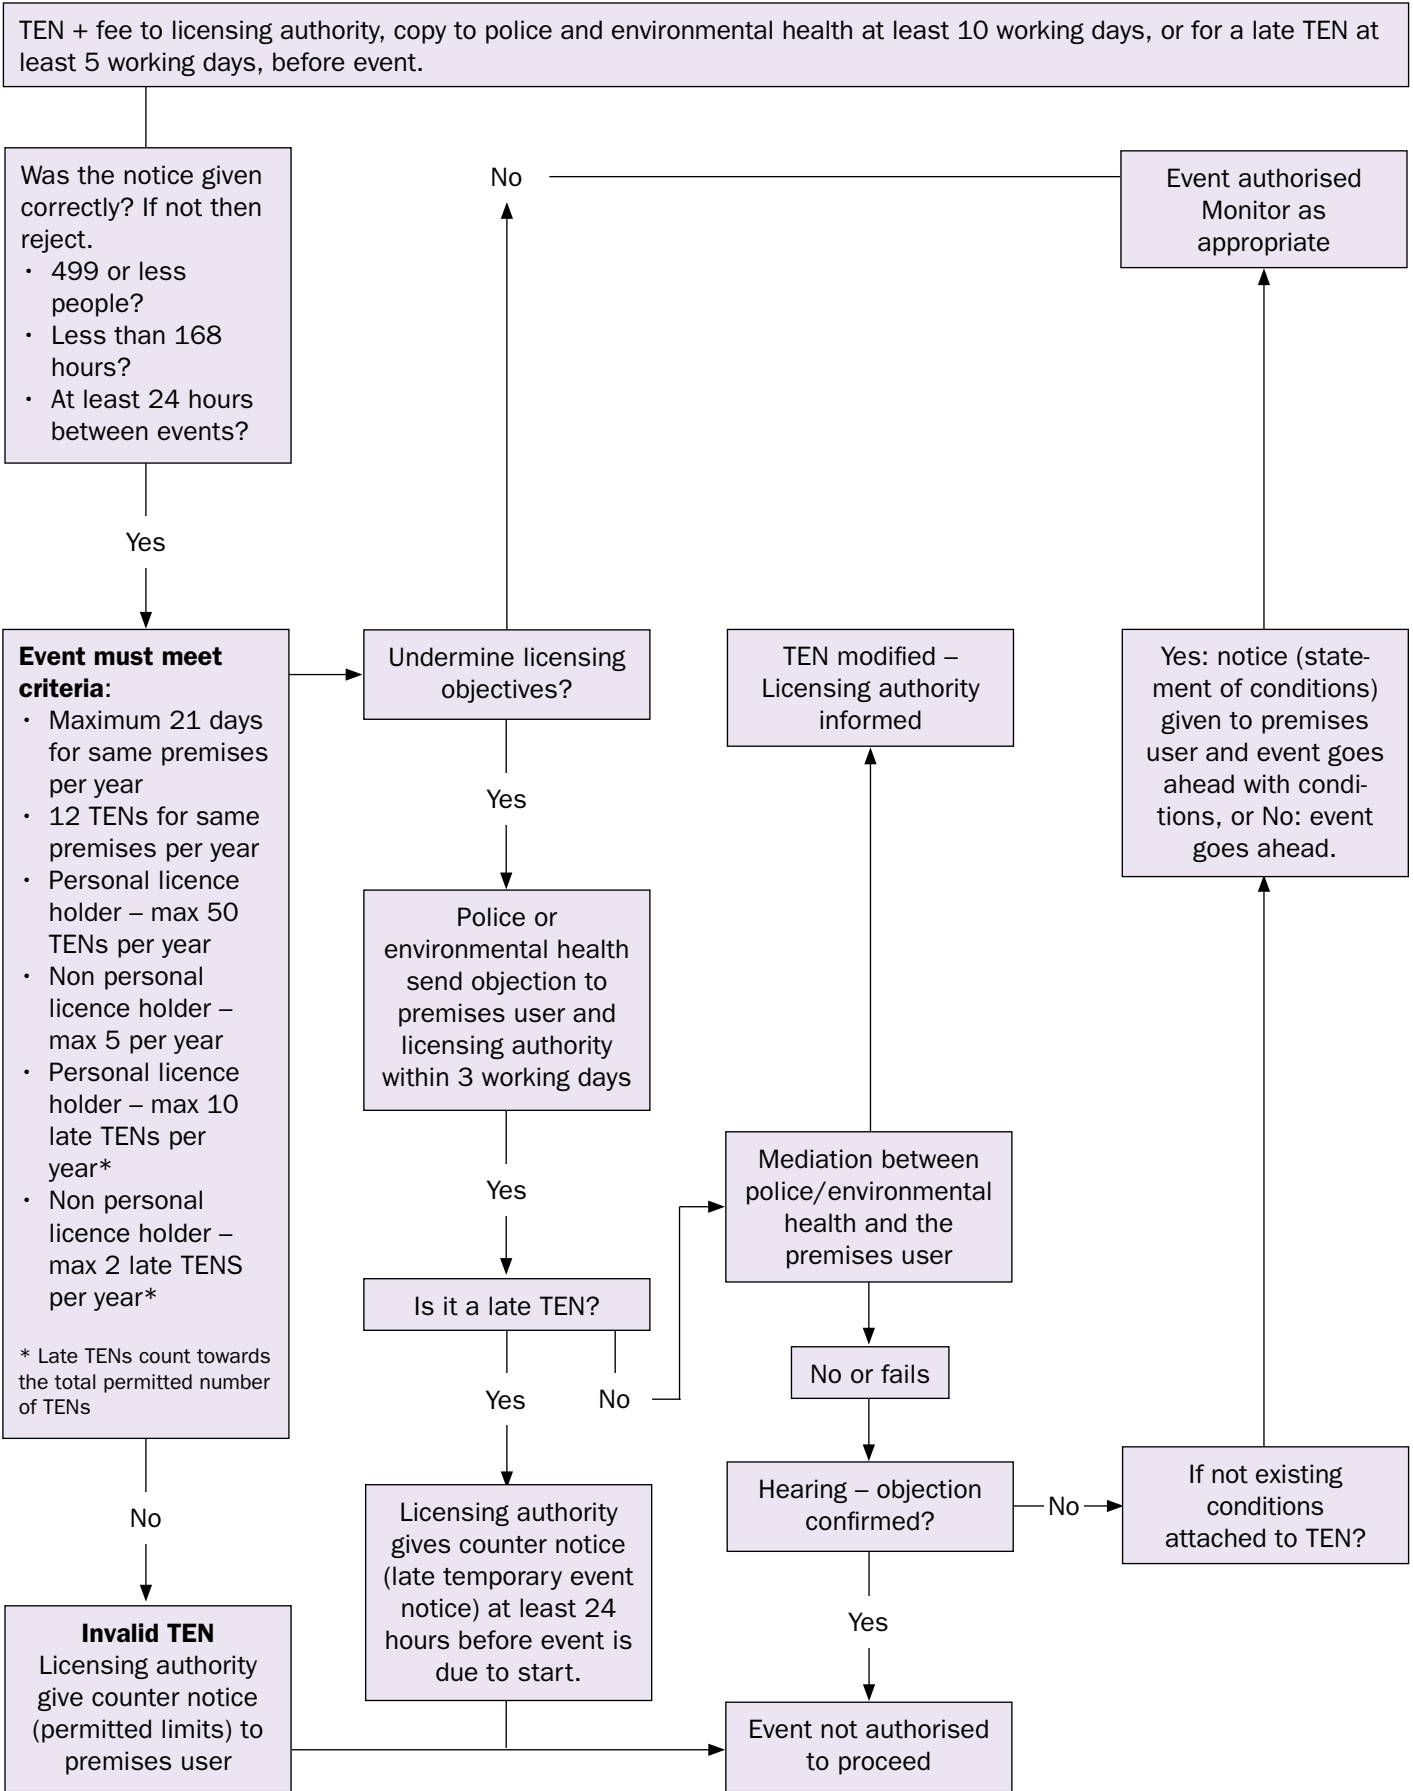 TEN + fee to licensing authority, copy to police and environmental health at least 10 working days, or for a late TEN at
least 5 working days, before event.
Was the notice given
correctly? If not then
reject.
· 499 or less
people?
· Less than 168
hours?
· At least 24 hours
between events?
Yes
Event must meet
criteria:
· Maximum 21 days
for same premises
per year
· 12 TENs for same
premises per year
· Personal licence
holder – max 50
TENs per year
· Non personal
licence holder –
max 5 per year
· Personal licence
holder – max 10
late TENs per
year*
· Non personal
licence holder –
max 2 late TENS
per year*
* Late TENs count towards
the total permitted number
of TENs
No
Invalid TEN
Licensing authority
give counter notice
(permitted limits) to
premises user
No
Undermine licensing
objectives?
Yes
Police or
environmental health
send objection to
premises user and
licensing authority
within 3 working days
Yes
Is it a late TEN?
Yes
No
Licensing authority
gives counter notice
(late temporary event
notice) at least 24
hours before event is
due to start.
TEN modified –
Licensing authority
informed
Mediation between
police/environmental
health and the
premises user
No or fails
Hearing – objection
confirmed?
No
Yes
Event not authorised
to proceed
Event authorised
Monitor as
appropriate
Yes: notice (state-
ment of conditions)
given to premises
user and event goes
ahead with condi-
tions, or No: event
goes ahead.
If not existing
conditions
attached to TEN?